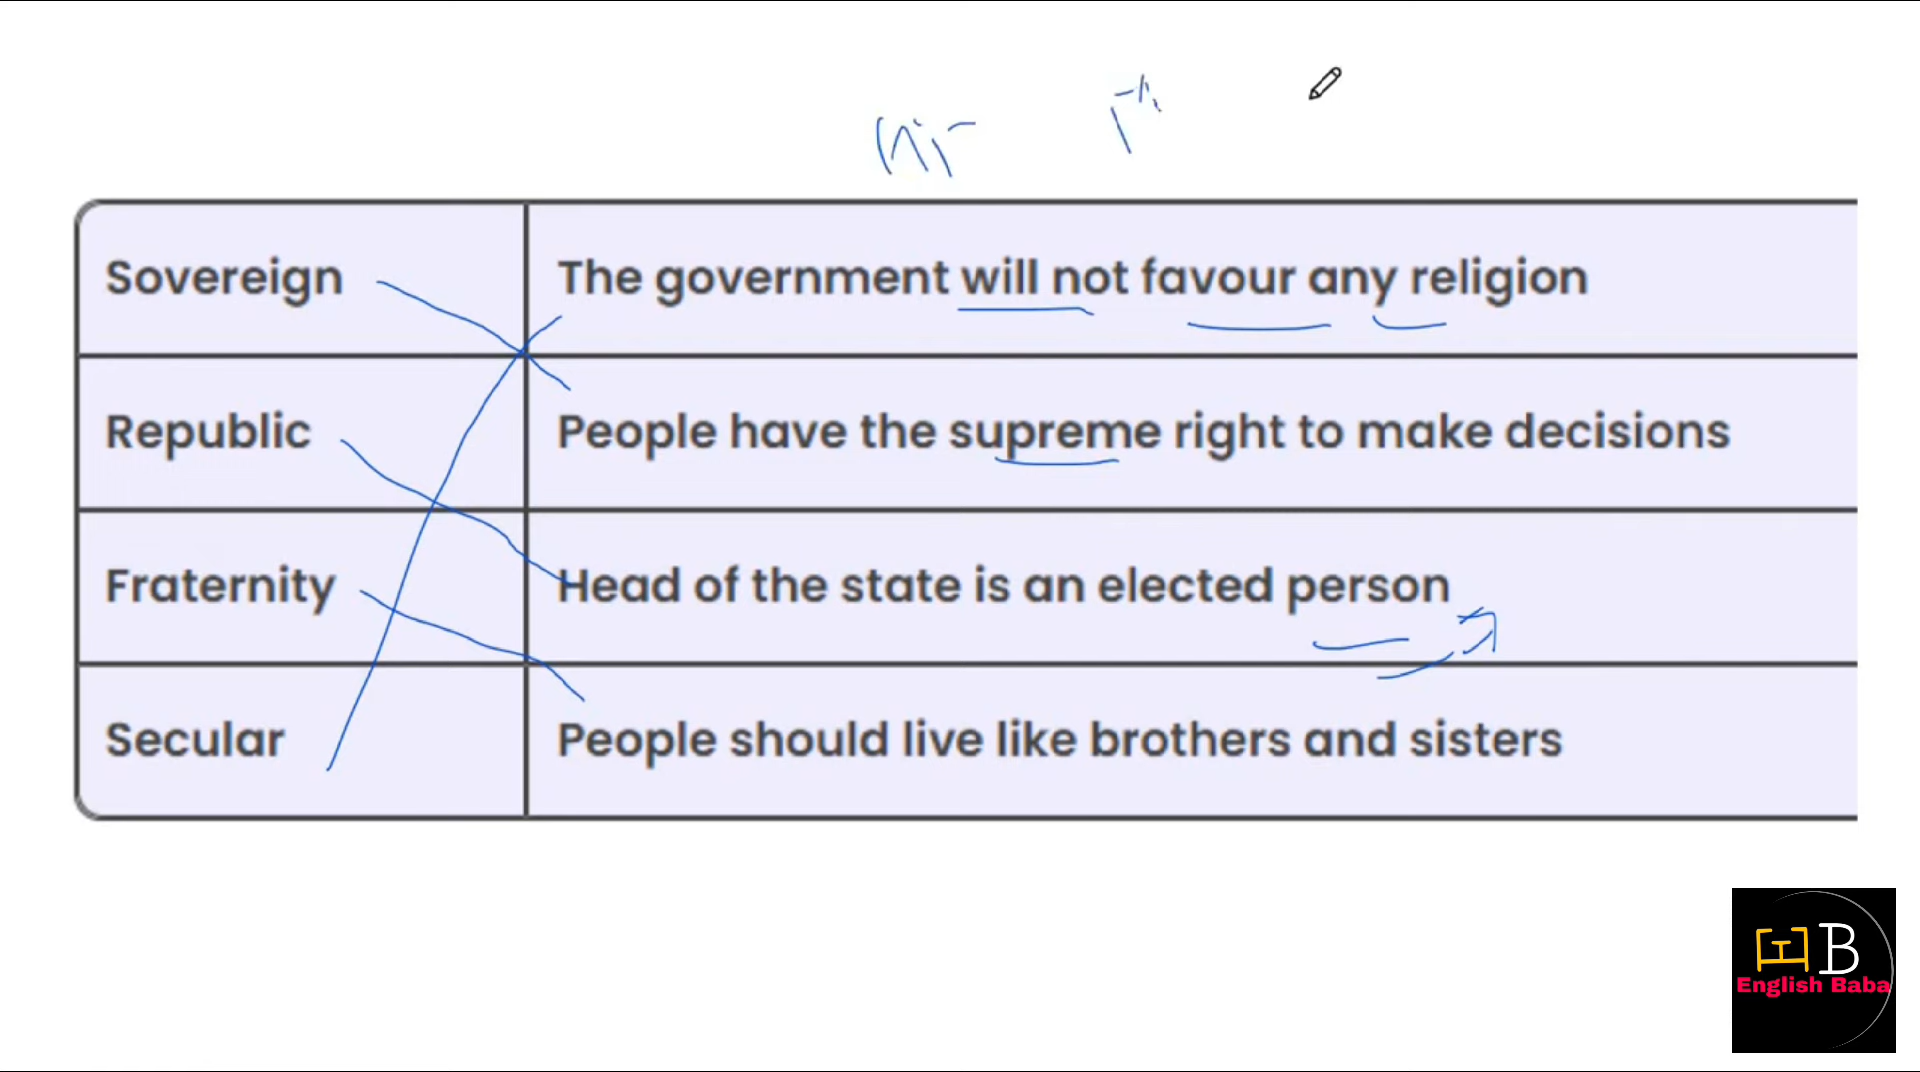 Sovereign
The government will not favour any religion
Republic
People have the supreme right to make decisions
Fraternity
Head of the state is an elected person
Secular
People should live like brothers and sisters
B
English Baba